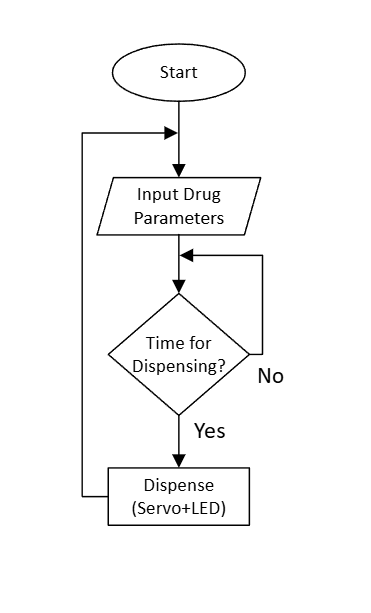 Start
Input Drug
Parameters
Time for
Dispensing?
No
Yes
Dispense
(Servo+LED)